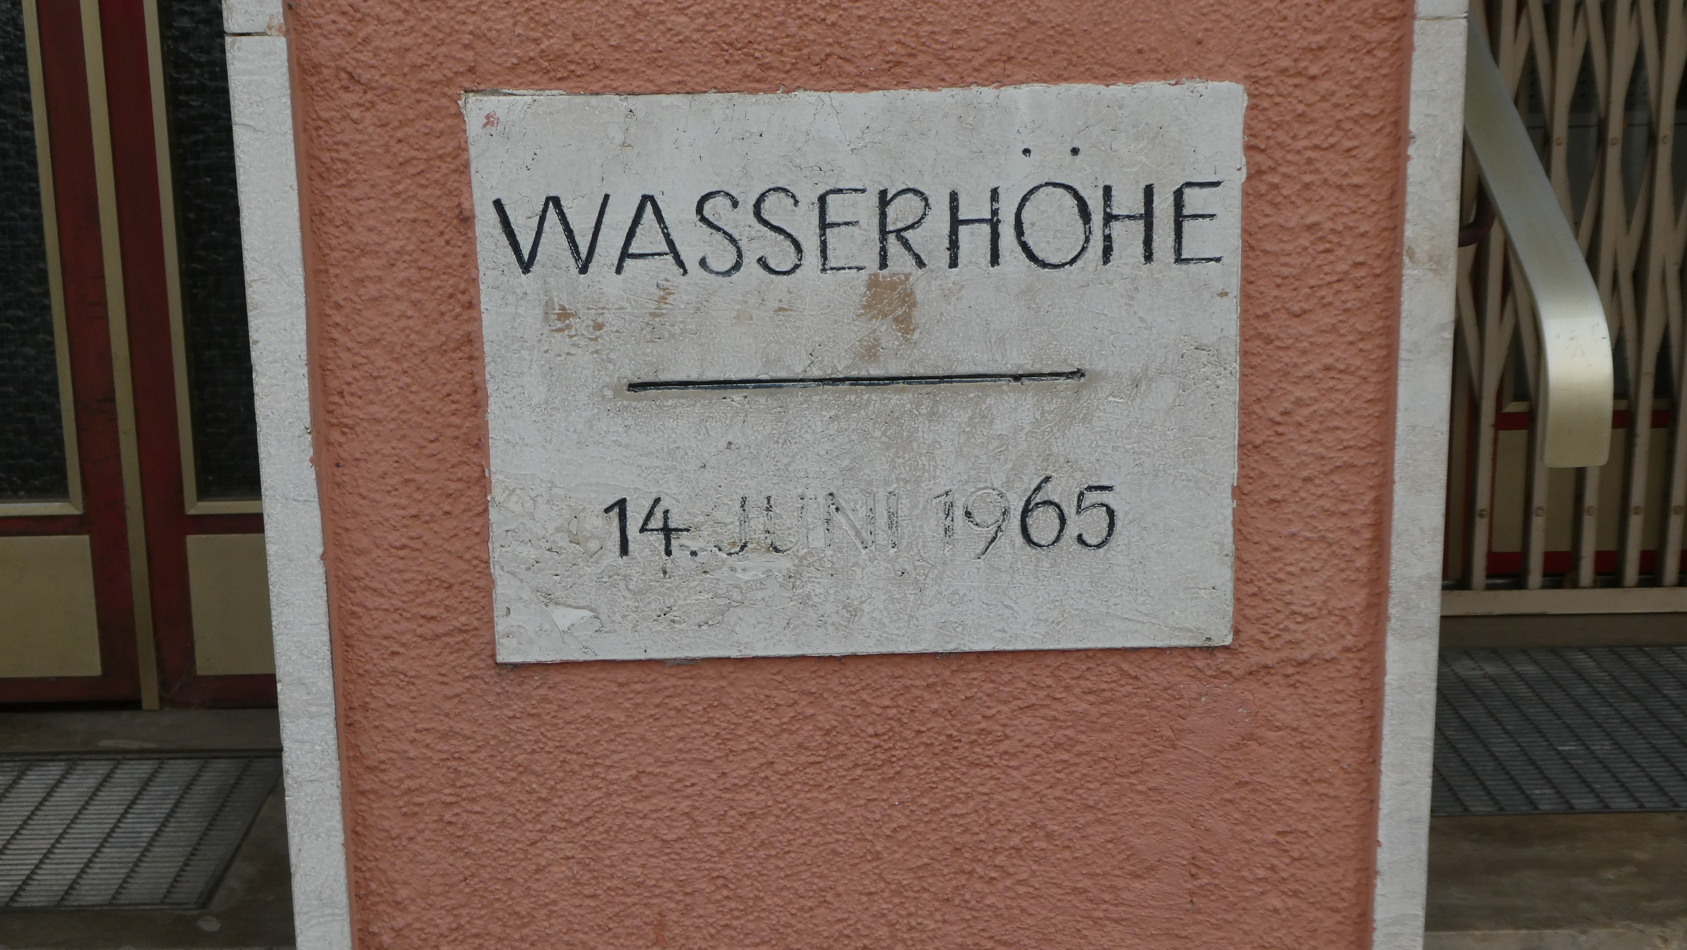 WASSERHÖHE
14. JUNI 1965